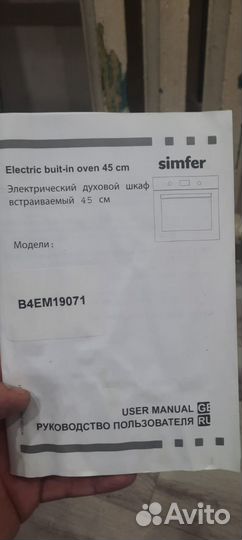 simfer
Electric buit-in oven 45 cm
Электрический духовой шкаф
встраиваемый 45 см
Модели:
B4EM19071
USER MANUAL GB
РУКОВОДСТВО ПОЛЬЗОВАТЕЛЯ RU
Avito